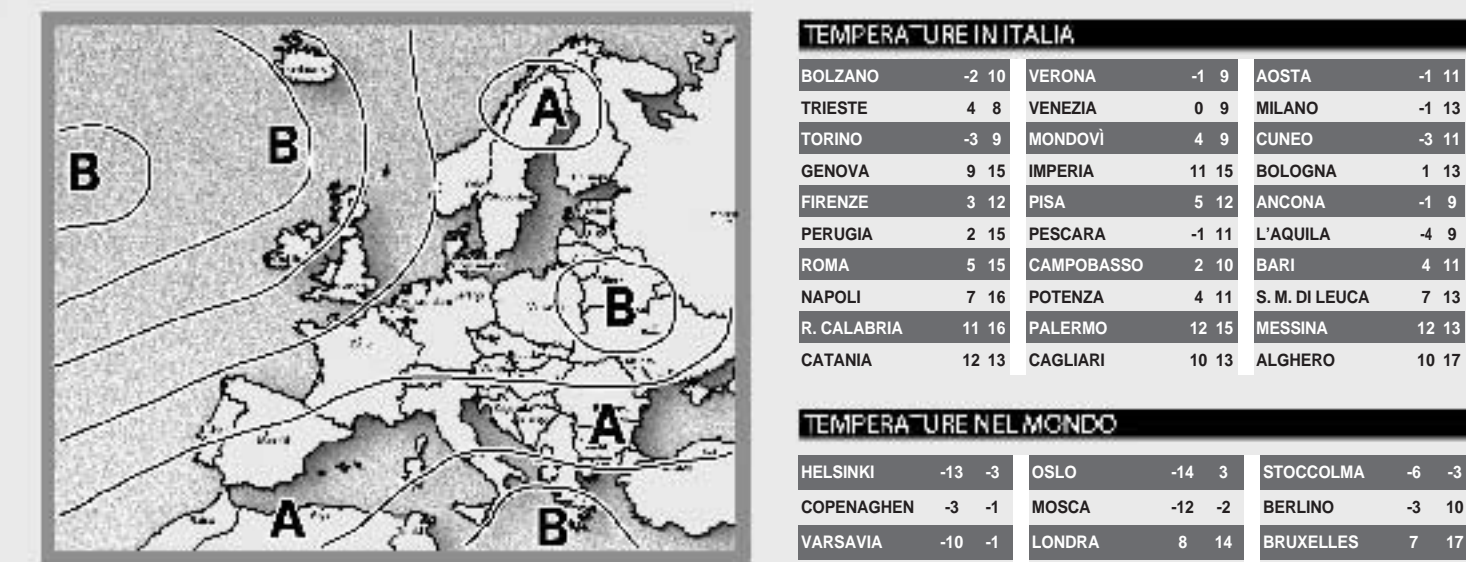 B
B
A
B
A
A
B
TEMPERATURE IN ITALIA
BOLZANO -2 10 VERONA -1 9 AOSTA -1 11
TRIESTE 4 8 VENEZIA 0 9 MILANO -1 13
TORINO -3 9 MONDOVÌ 4 9 CUNEO -3 11
GENOVA 9 15 IMPERIA 11 15 BOLOGNA 1 13
FIRENZE 3 12 PISA 5 12 ANCONA -1 9
PERUGIA 2 15 PESCARA -1 11 L'AQUILA -4 9
ROMA 5 15 CAMPOBASSO 2 10 BARI 4 11
NAPOLI 7 16 POTENZA 4 11 S. M. DI LEUCA 7 13
R. CALABRIA 11 16 PALERMO 12 15 MESSINA 12 13
CATANIA 12 13 CAGLIARI 10 13 ALGHERO 10 17
TEMPERATURE NEL MONDO
HELSINKI -13 -3 OSLO -14 3 STOCCOLMA -6 -3
COPENAGHEN -3 -1 MOSCA -12 -2 BERLINO -3 10
VARSAVIA -10 -1 LONDRA 8 14 BRUXELLES 7 17